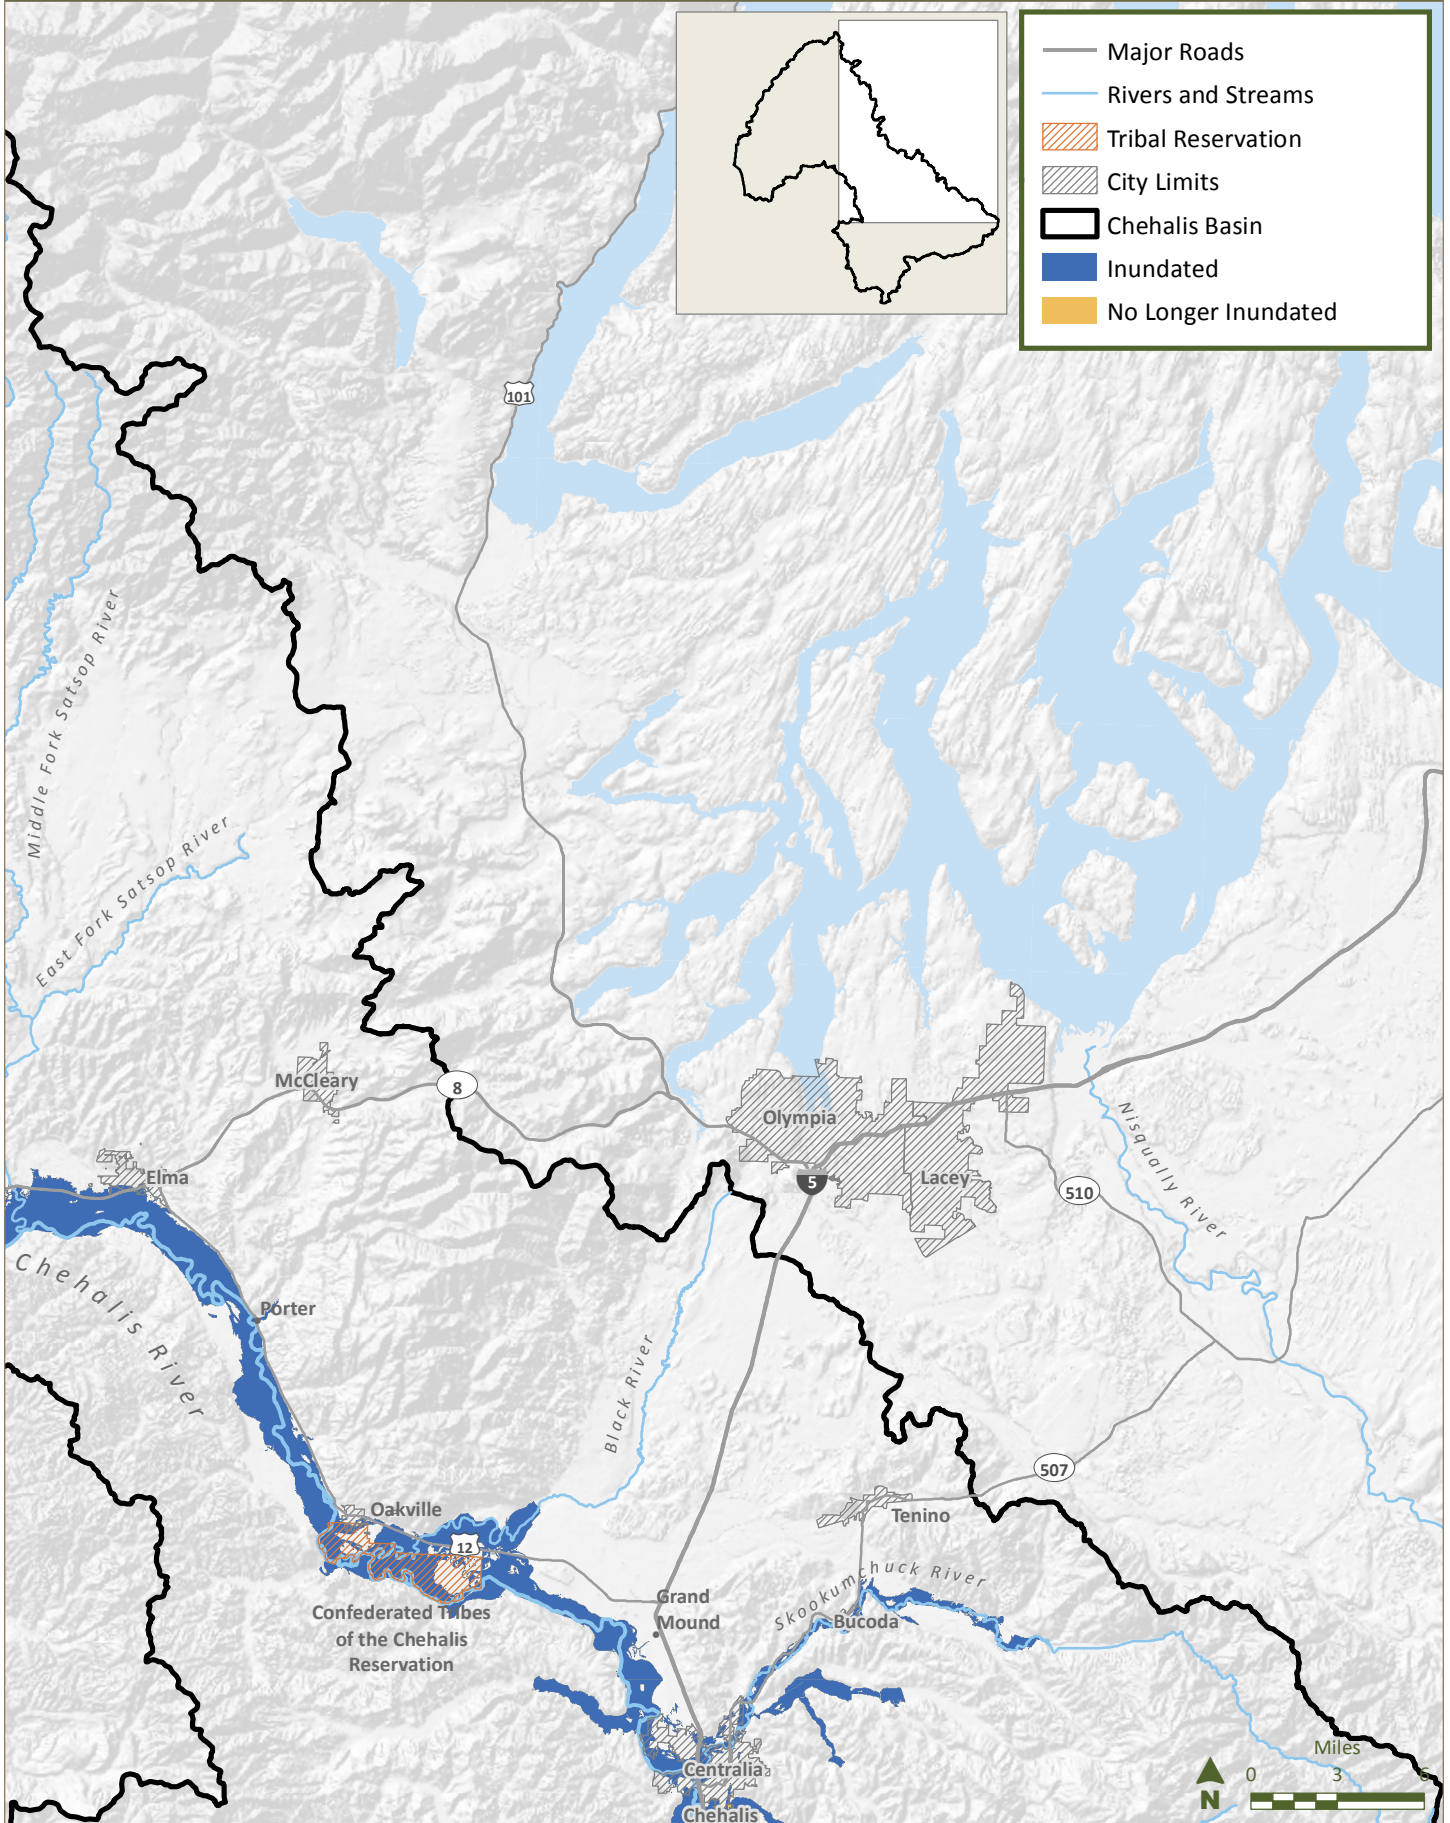 Major Roads
Rivers and Streams
Tribal Reservation
City Limits
Chehalis Basin
Inundated
No Longer Inundated
101
Middle Fork Satsop River
East Fork Satsop River
McCleary
8
Olympia
Elma
5
Lacey
510
Nisqually River
Chehalis River
Porter
Black River
507
Oakville
Tenino
12
Skookumchuck River
Grand
Mound
Bucoda
Confederated Tribes
of the Chehalis
Reservation
Centralia
Chehalis
Miles
0 3 6
N